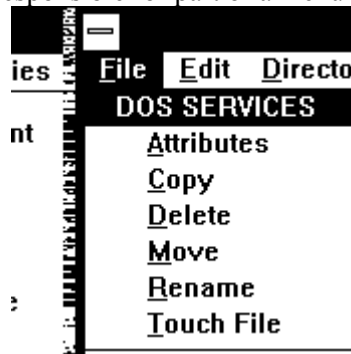 ies
File Edit Directo
DOS SERVICES
nt
Attributes
Copy
Delete
Move
Rename
Touch File